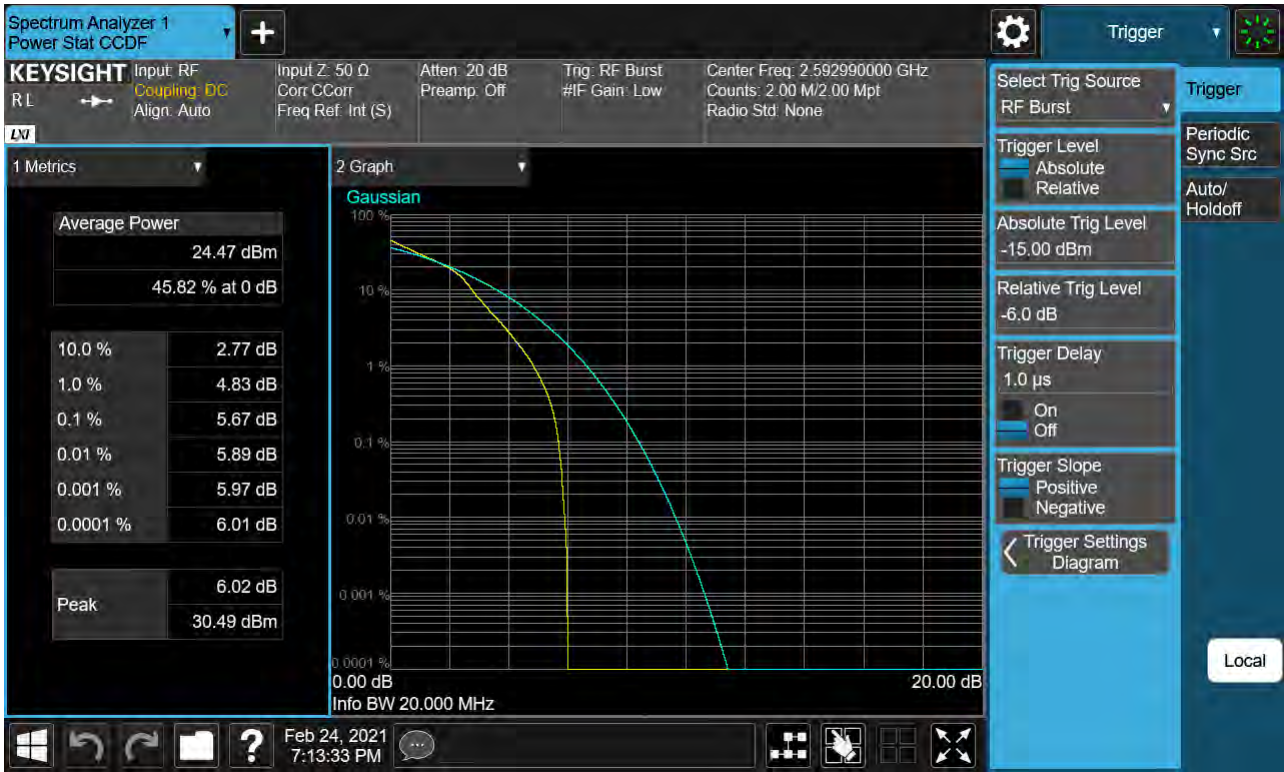 Spectrum Analyzer 1
Power Stat CCDF
+
Trigger
KEYSIGHT
RL
LXI
Input: RF
Coupling: DC
Align: Auto
Input Z: 50 Ω
Corr CCorr
Freq Ref: Int (S)
Atten: 20 dB
Preamp: Off
Trig: RF Burst
#IF Gain: Low
Center Freq: 2.592990000 GHz
Counts: 2.00 M/2.00 Mpt
Radio Std: None
1 Metrics
Average Power
24.47 dBm
45.82 % at 0 dB
10.0 % 2.77 dB
1.0 % 4.83 dB
0.1 % 5.67 dB
0.01 % 5.89 dB
0.001 % 5.97 dB
0.0001 % 6.01 dB
Peak
6.02 dB
30.49 dBm
2 Graph
Gaussian
100 %
10 %
1 %
0.1 %
0.01 %
0.001 %
0.0001 %
0.00 dB 20.00 dB
Info BW 20.000 MHz
Select Trig Source
RF Burst
Trigger Level
Absolute
Relative
Absolute Trig Level
-15.00 dBm
Relative Trig Level
-6.0 dB
Trigger Delay
1.0 µs
On
Off
Trigger Slope
Positive
Negative
Trigger Settings
Diagram
Trigger
Periodic
Sync Src
Auto/
Holdoff
Local
?
Feb 24, 2021
7:13:33 PM